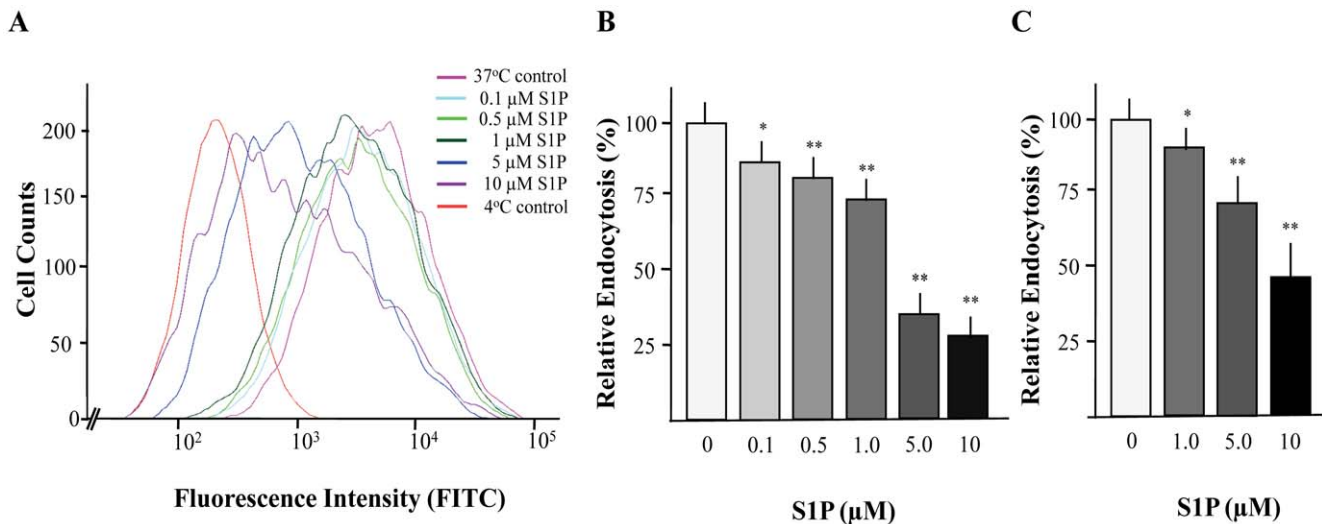 A
37°C control
0.1 µM S1P
0.5 µM S1P
1 µM S1P
5 µM S1P
10 µM S1P
4°C control
Cell Counts
200
150
100
50
0
10²
10³
10⁴
10⁵
Fluorescence Intensity (FITC)
B
Relative Endocytosis (%)
100
75
50
25
*
**
**
**
**
0 0.1 0.5 1.0 5.0 10
S1P (µM)
C
Relative Endocytosis (%)
100
75
50
25
*
**
**
0 1.0 5.0 10
S1P (µM)